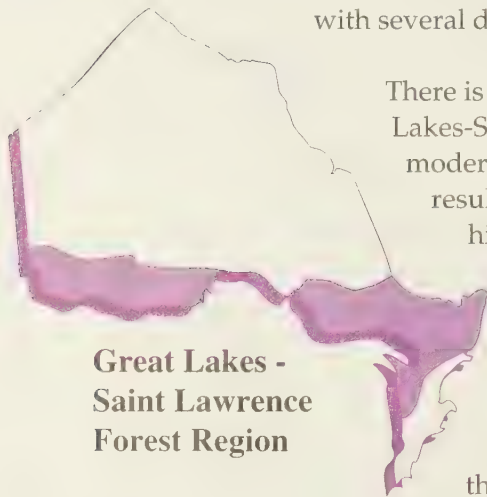 with several d
There is
Lakes-S
moder
resul
hi
Great Lakes -
Saint Lawrence
Forest Region
th